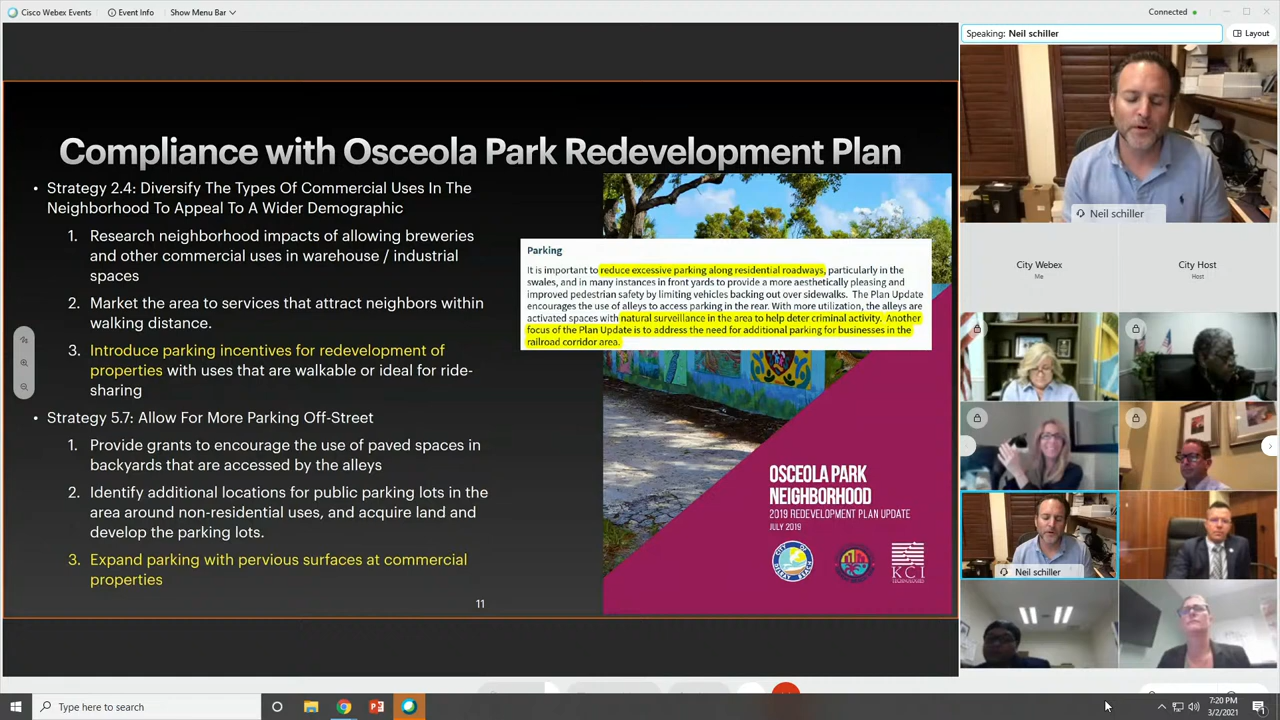 Cisco Webex Events
Event Info
Show Menu Bar
Connected
Speaking: Neil schiller
Layout
Compliance with Osceola Park Redevelopment Plan
• Strategy 2.4: Diversify The Types Of Commercial Uses In The
Neighborhood To Appeal To A Wider Demographic
1. Research neighborhood impacts of allowing breweries
and other commercial uses in warehouse / industrial
spaces
2. Market the area to services that attract neighbors within
walking distance.
3. Introduce parking incentives for redevelopment of
properties with uses that are walkable or ideal for ride-
sharing
• Strategy 5.7: Allow For More Parking Off-Street
1. Provide grants to encourage the use of paved spaces in
backyards that are accessed by the alleys
2. Identify additional locations for public parking lots in the
area around non-residential uses, and acquire land and
develop the parking lots.
3. Expand parking with pervious surfaces at commercial
properties
Parking
It is important to reduce excessive parking along residential roadways, particularly in the
swales, and in many instances in front yards to provide a more aesthetically pleasing and
improved pedestrian safety by limiting vehicles backing out over sidewalks. The Plan Update
encourages the use of alleys to access parking in the rear. With more utilization, the alleys are
activated spaces with natural surveillance in the area to help deter criminal activity. Another
focus of the Plan Update is to address the need for additional parking for businesses in the
railroad corridor area.
OSCEOLA PARK
NEIGHBORHOOD
2019 REDEVELOPMENT PLAN UPDATE
JULY 2019
CITY OF
DELRAY BEACH
KCI
TECHNOLOGIES
11
Neil schiller
City Webex
Me
City Host
Host
Neil schiller
Type here to search
7:20 PM
3/2/2021
1